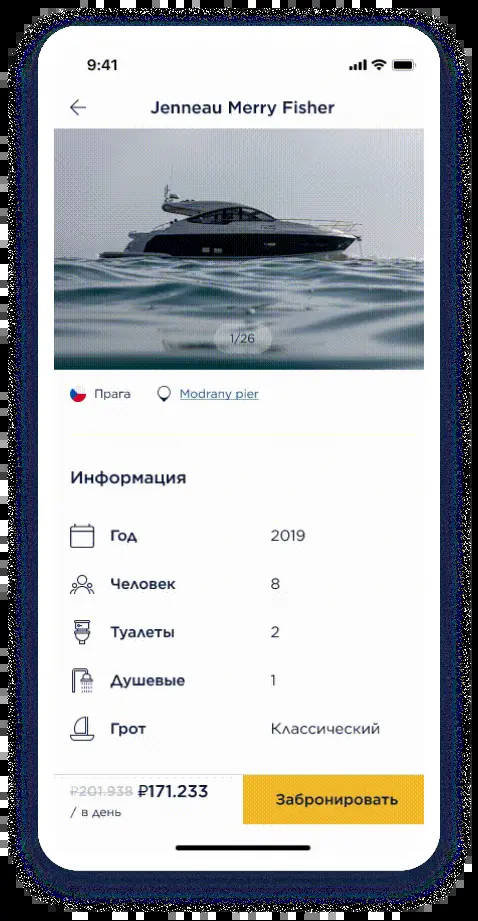 9:41
Jenneau Merry Fisher
1/26
Прага Modrany pier
Информация
Год 2019
Человек 8
Туалеты 2
Душевые 1
Грот Классический
₽201.938 ₽171.233
/ в день
Забронировать